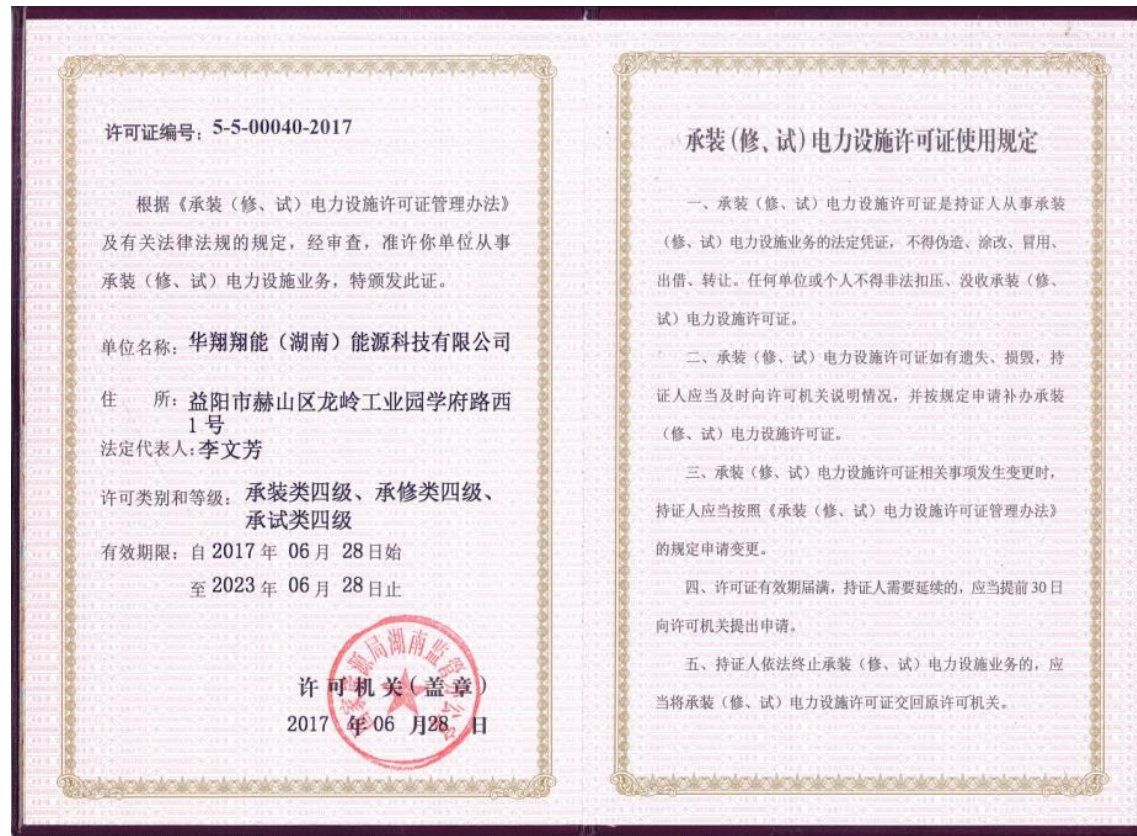 许可证编号：5-5-00040-2017
根据《承装（修、试）电力设施许可证管理办法》
及有关法律法规的规定，经审查，准许你单位从事
承装（修、试）电力设施业务，特颁发此证。
单位名称：华翔翔能（湖南）能源科技有限公司
住　　所：益阳市赫山区龙岭工业园学府路西
1号
法定代表人：李文芳
许可类别和等级：承装类四级、承修类四级、
承试类四级
有效期限：自2017年 06月 28日始
至2023年 06月 28日止
许可机关（盖章）
2017 年 06 月28 日
承装（修、试）电力设施许可证使用规定
一、承装（修、试）电力设施许可证是持证人从事承装
（修、试）电力设施业务的法定凭证，不得伪造、涂改、冒用、
出借、转让。任何单位或个人不得非法扣压、没收承装（修、
试）电力设施许可证。
二、承装（修、试）电力设施许可证如有遗失、损毁，持
证人应当及时向许可机关说明情况，并按规定申请补办承装
（修、试）电力设施许可证。
三、承装（修、试）电力设施许可证相关事项发生变更时，
持证人应当按照《承装（修、试）电力设施许可证管理办法》
的规定申请变更。
四、许可证有效期届满，持证人需要延续的，应当提前30日
向许可机关提出申请。
五、持证人依法终止承装（修、试）电力设施业务的，应
当将承装（修、试）电力设施许可证交回原许可机关。